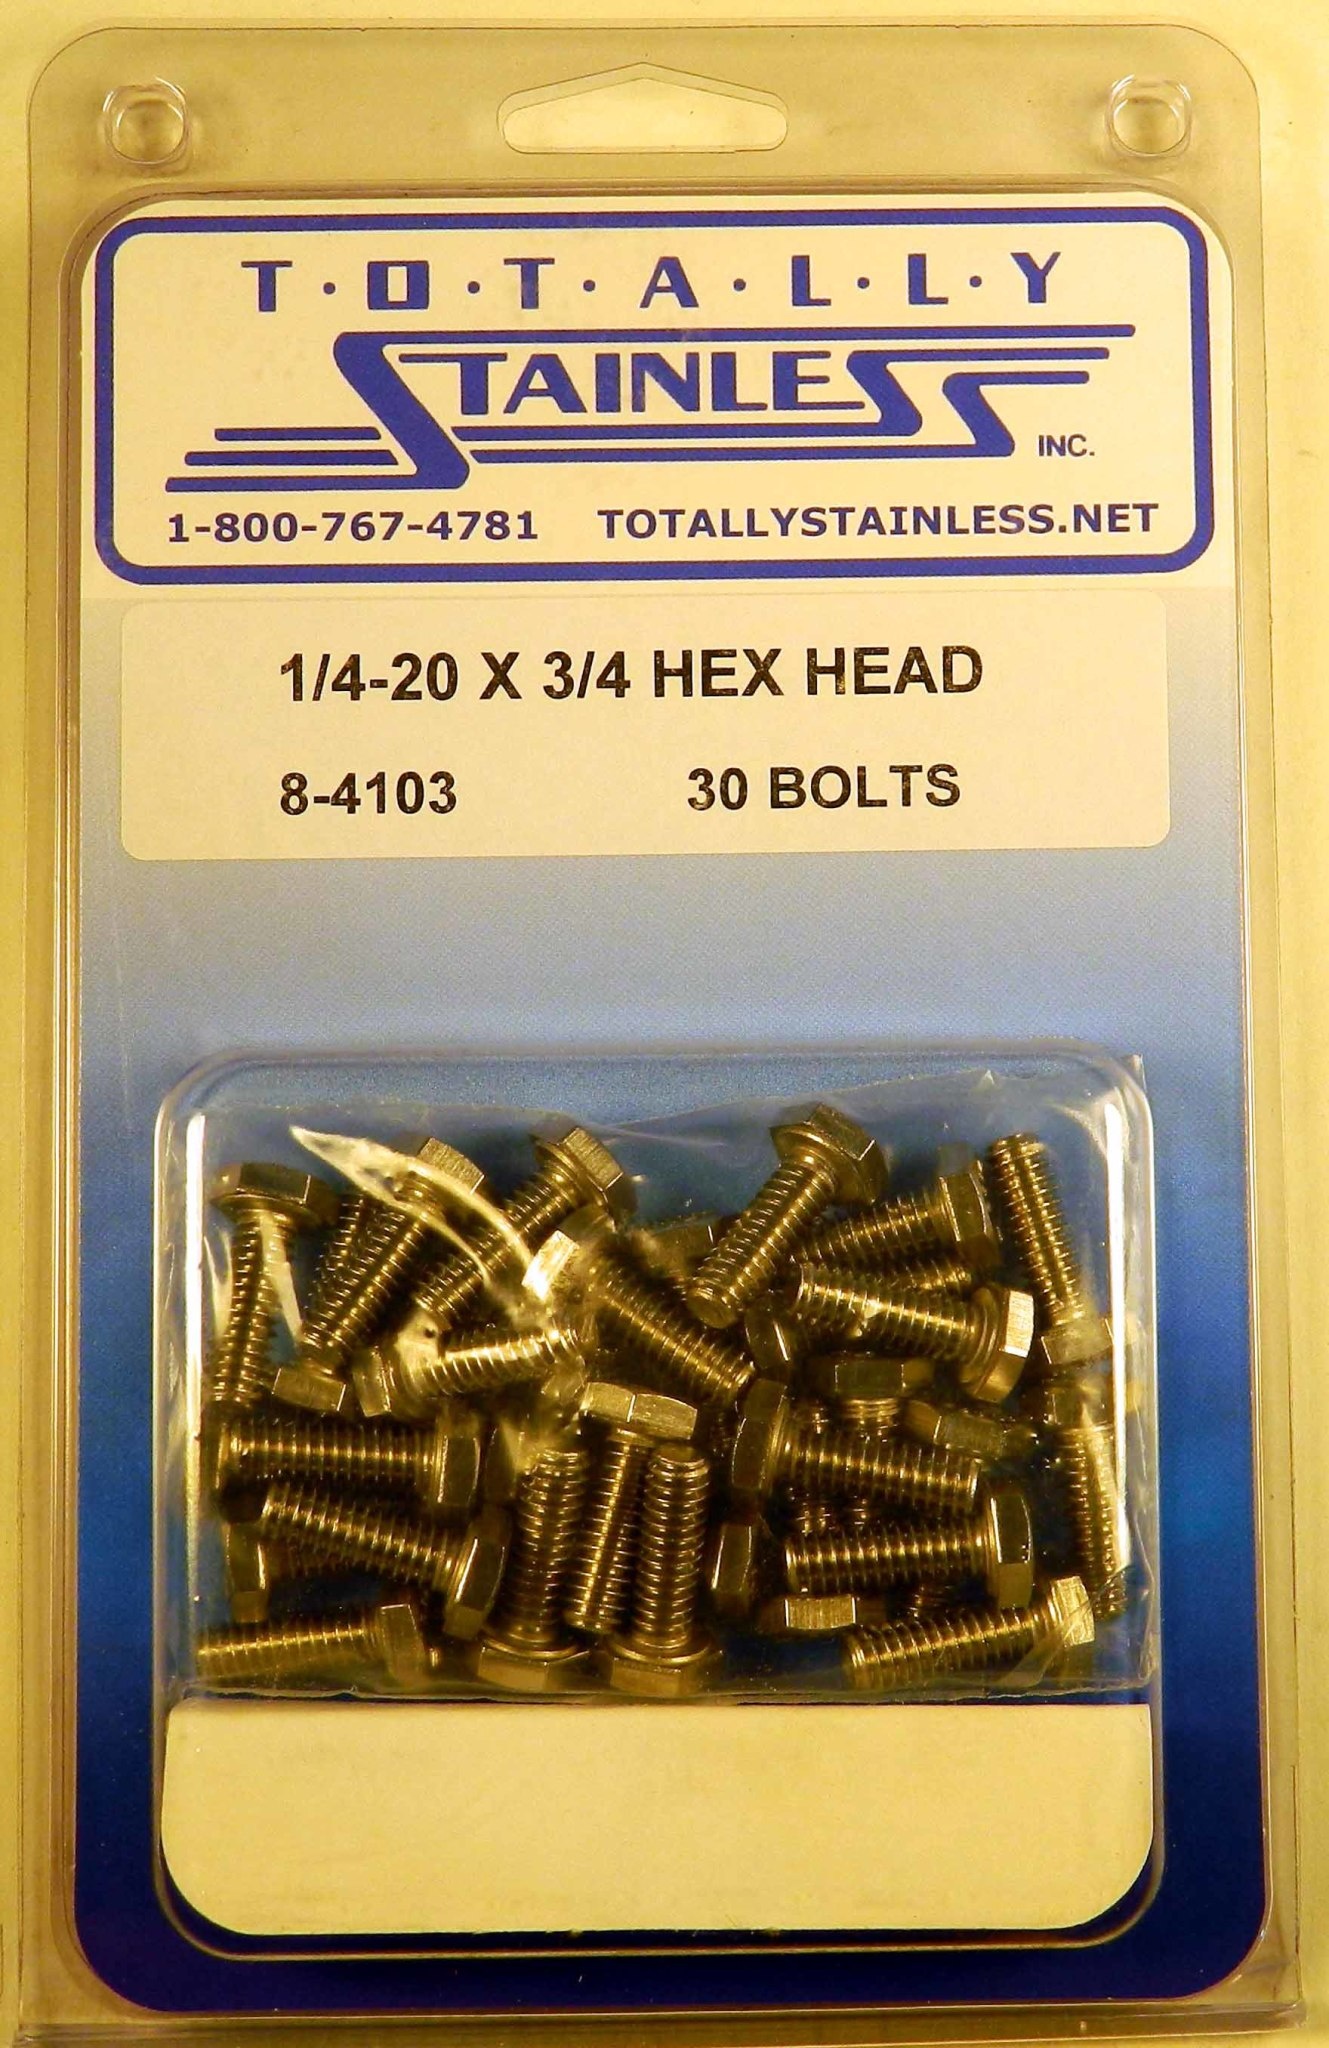 T·O·T·A·L·L·Y
STAINLESS INC.
1-800-767-4781 TOTALLYSTAINLESS.NET
1/4-20 X 3/4 HEX HEAD
8-4103 30 BOLTS